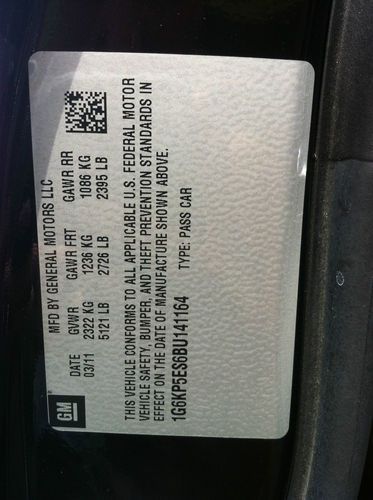 MFD BY GENERAL MOTORS LLC
DATE GVWR GAWR FRT GAWR RR
03/11 2322 KG 1236 KG 1086 KG
5121 LB 2726 LB 2395 LB
GM
THIS VEHICLE CONFORMS TO ALL APPLICABLE U.S. FEDERAL MOTOR
VEHICLE SAFETY, BUMPER, AND THEFT PREVENTION STANDARDS IN
EFFECT ON THE DATE OF MANUFACTURE SHOWN ABOVE.
1G6KP5ES6BU141164 TYPE: PASS CAR